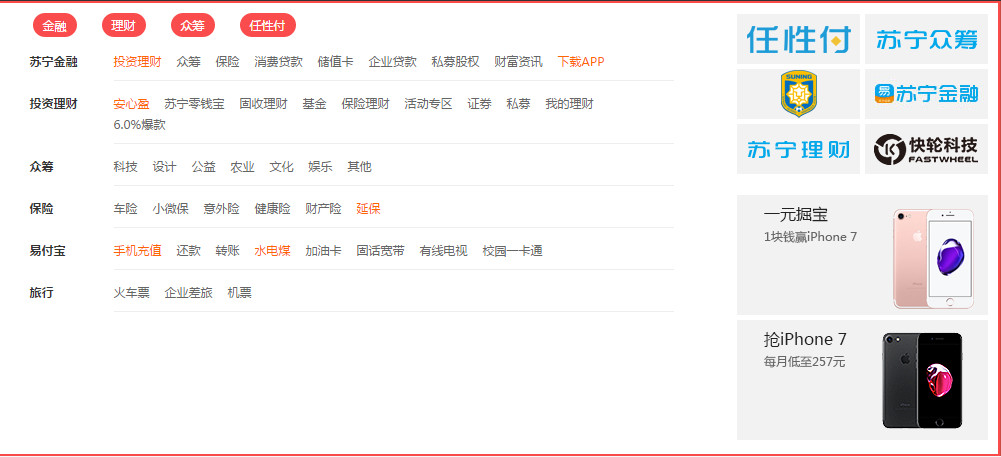 金融 理财 众筹 任性付
苏宁金融 投资理财 众筹 保险 消费贷款 储值卡 企业贷款 私募股权 财富资讯 下载APP
投资理财 安心盈 苏宁零钱宝 固收理财 基金 保险理财 活动专区 证券 私募 我的理财
6.0%爆款
众筹 科技 设计 公益 农业 文化 娱乐 其他
保险 车险 小微保 意外险 健康险 财产险 延保
易付宝 手机充值 还款 转账 水电煤 加油卡 固话宽带 有线电视 校园一卡通
旅行 火车票 企业差旅 机票
任性付 苏宁众筹
SUNING 易 苏宁金融
苏宁理财 快轮科技
FASTWHEEL
一元掘宝
1块钱赢iPhone 7
抢iPhone 7
每月低至257元